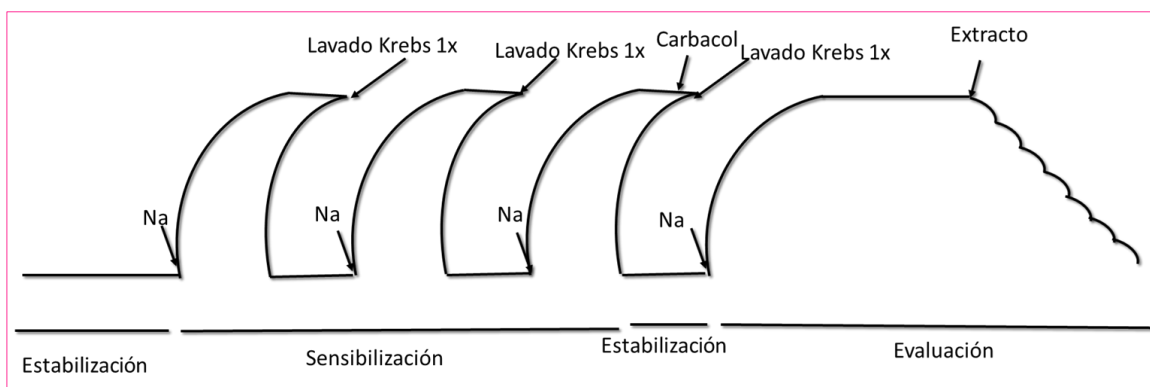 Lavado Krebs 1x
Lavado Krebs 1x
Carbacol
Lavado Krebs 1x
Extracto
Na
Na
Na
Na
Estabilización
Sensibilización
Estabilización
Evaluación